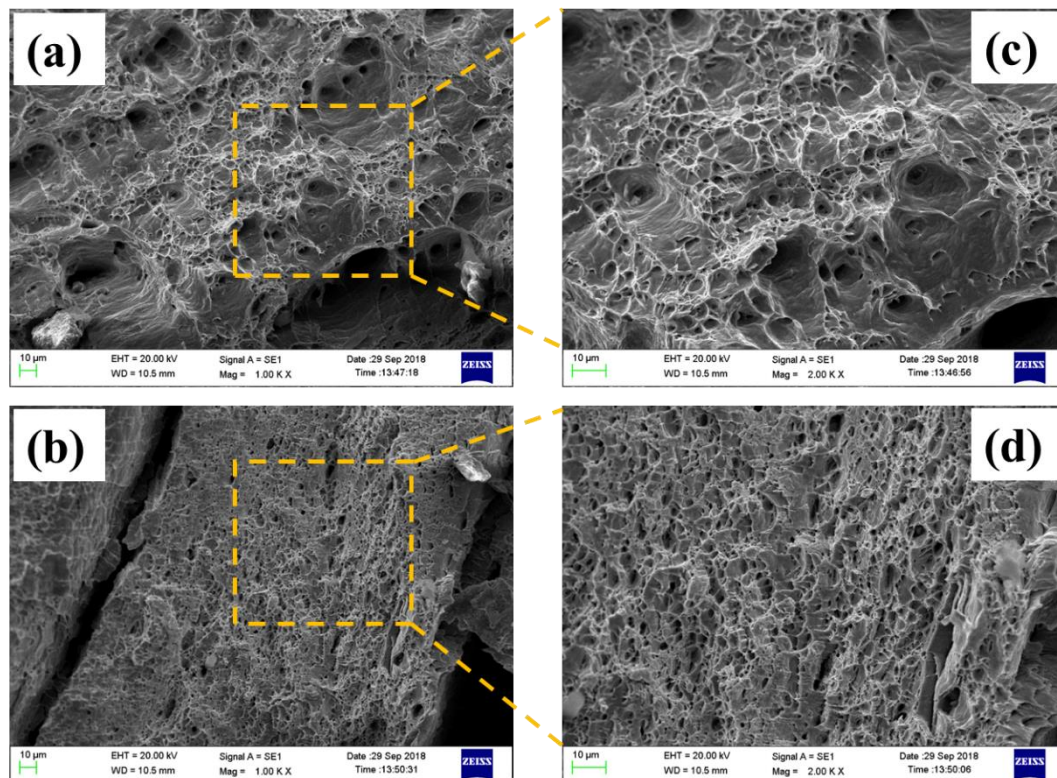 (a)
10 µm EHT = 20.00 kV Signal A = SE1 Date :29 Sep 2018
WD = 10.5 mm Mag = 1.00 K X Time :13:47:18
ZEISS
(c)
10 µm EHT = 20.00 kV Signal A = SE1 Date :29 Sep 2018
WD = 10.5 mm Mag = 2.00 K X Time :13:46:56
ZEISS
(b)
10 µm EHT = 20.00 kV Signal A = SE1 Date :29 Sep 2018
WD = 10.5 mm Mag = 1.00 K X Time :13:50:31
ZEISS
(d)
10 µm EHT = 20.00 kV Signal A = SE1 Date :29 Sep 2018
WD = 10.5 mm Mag = 2.00 K X Time :13:50:06
ZEISS